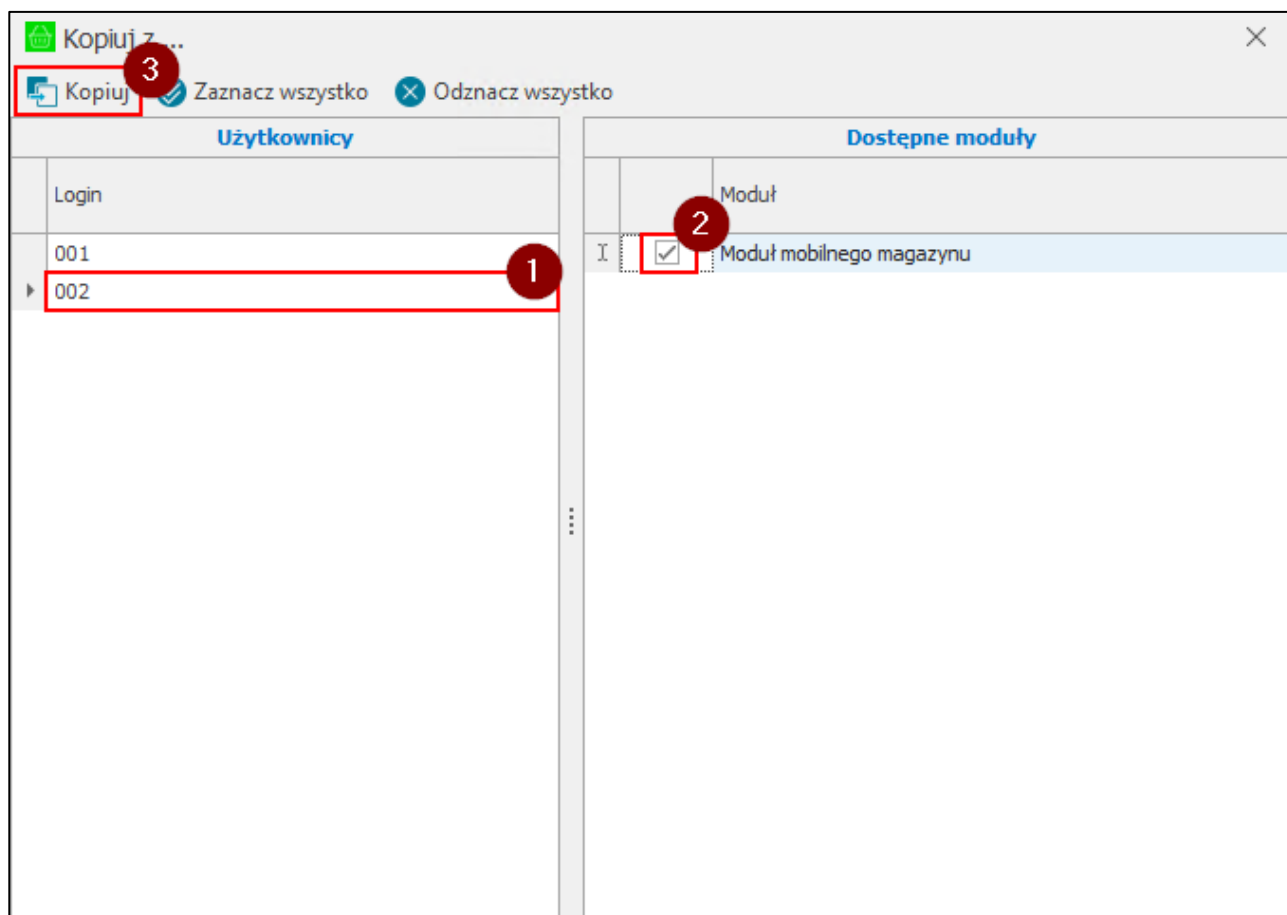 Kopiuj z ...
3
Kopiuj Zaznacz wszystko Odznacz wszystko
Użytkownicy
Dostępne moduły
Login
Moduł
2
001
Moduł mobilnego magazynu
1
002